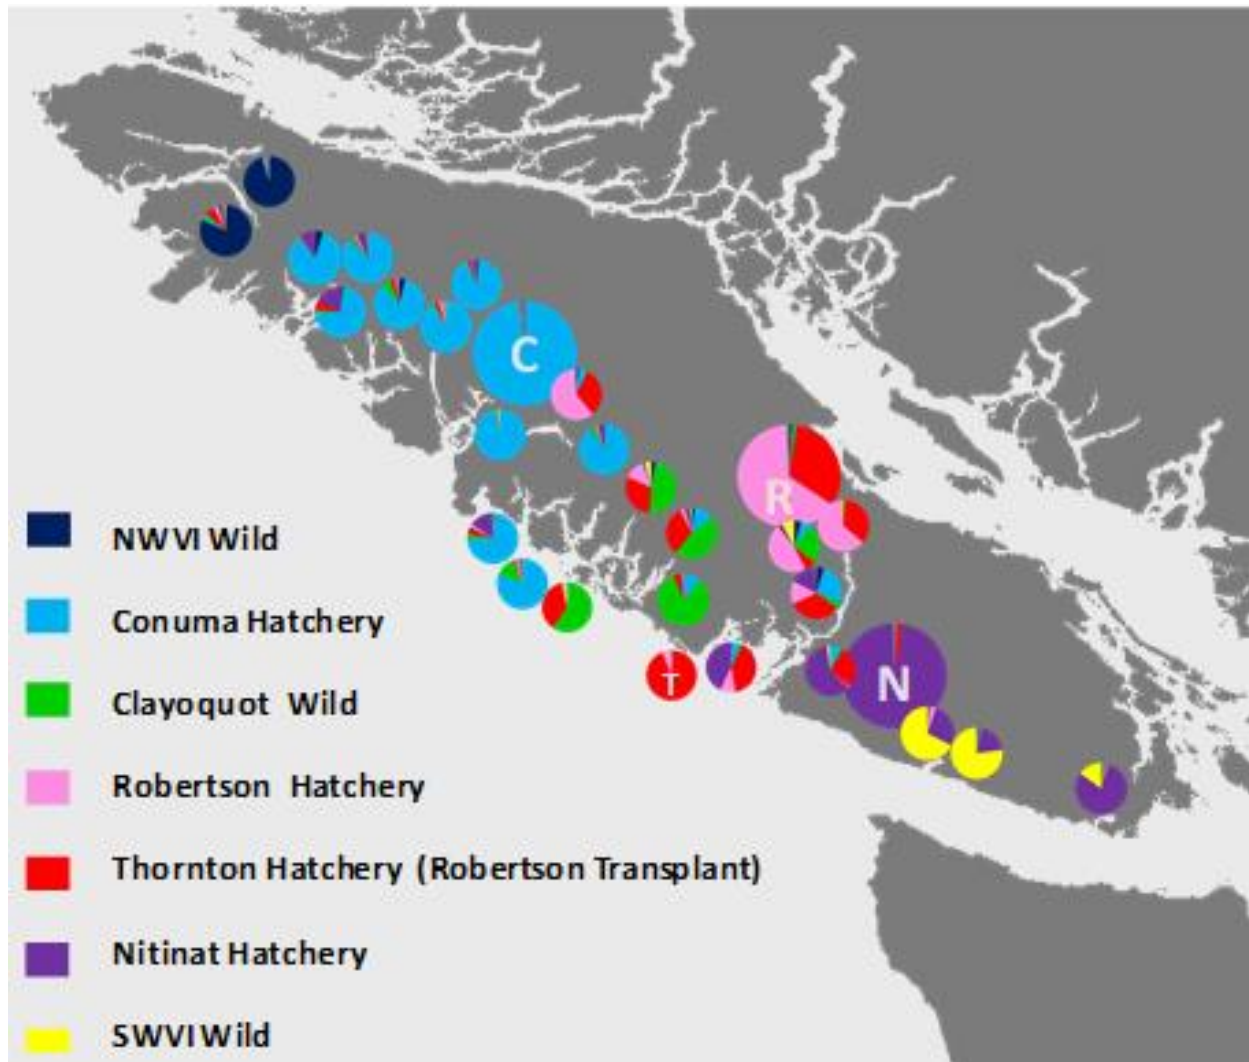 C
R
T
N
NWVI Wild
Conuma Hatchery
Clayoquot Wild
Robertson Hatchery
Thornton Hatchery (Robertson Transplant)
Nitinat Hatchery
SWVI Wild